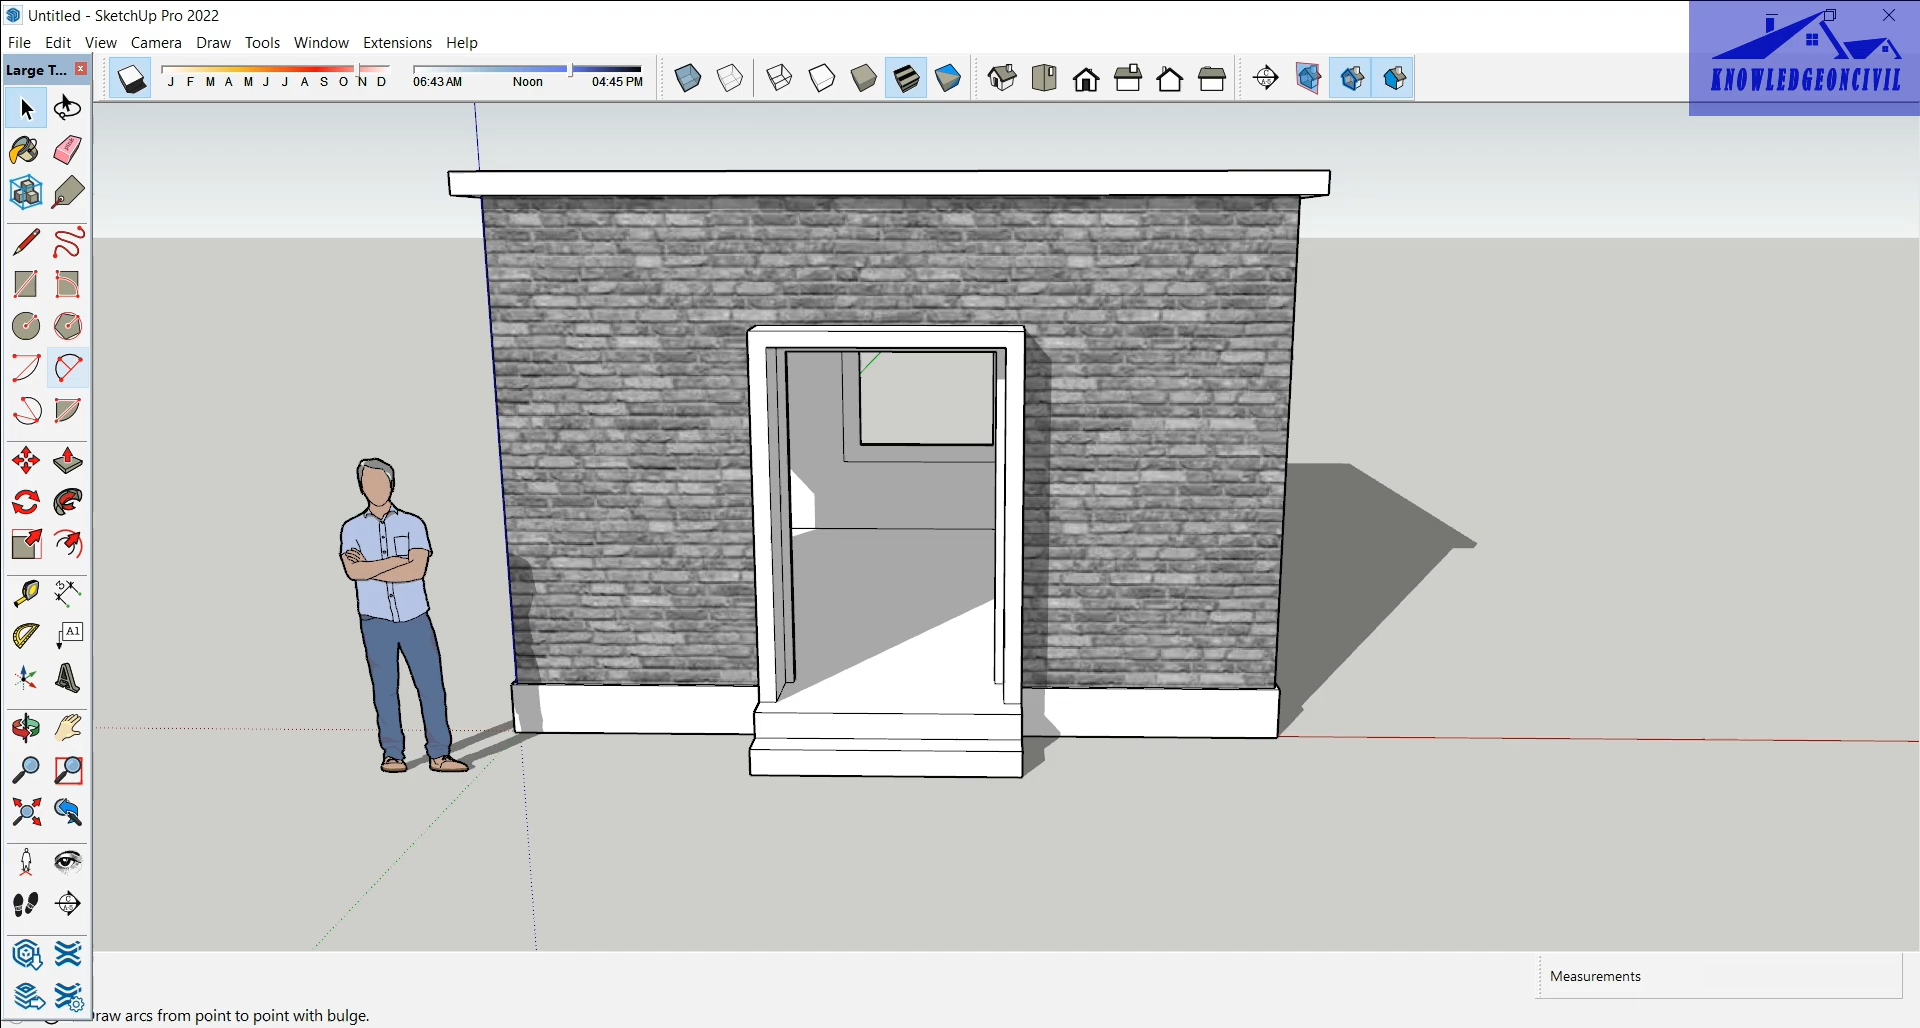 Untitled - SketchUp Pro 2022
File Edit View Camera Draw Tools Window Extensions Help
KNOWLEDGEONCIVIL
Large T...
J F M A M J J A S O N D
06:43 AM Noon 04:45 PM
A1
Measurements
raw arcs from point to point with bulge.